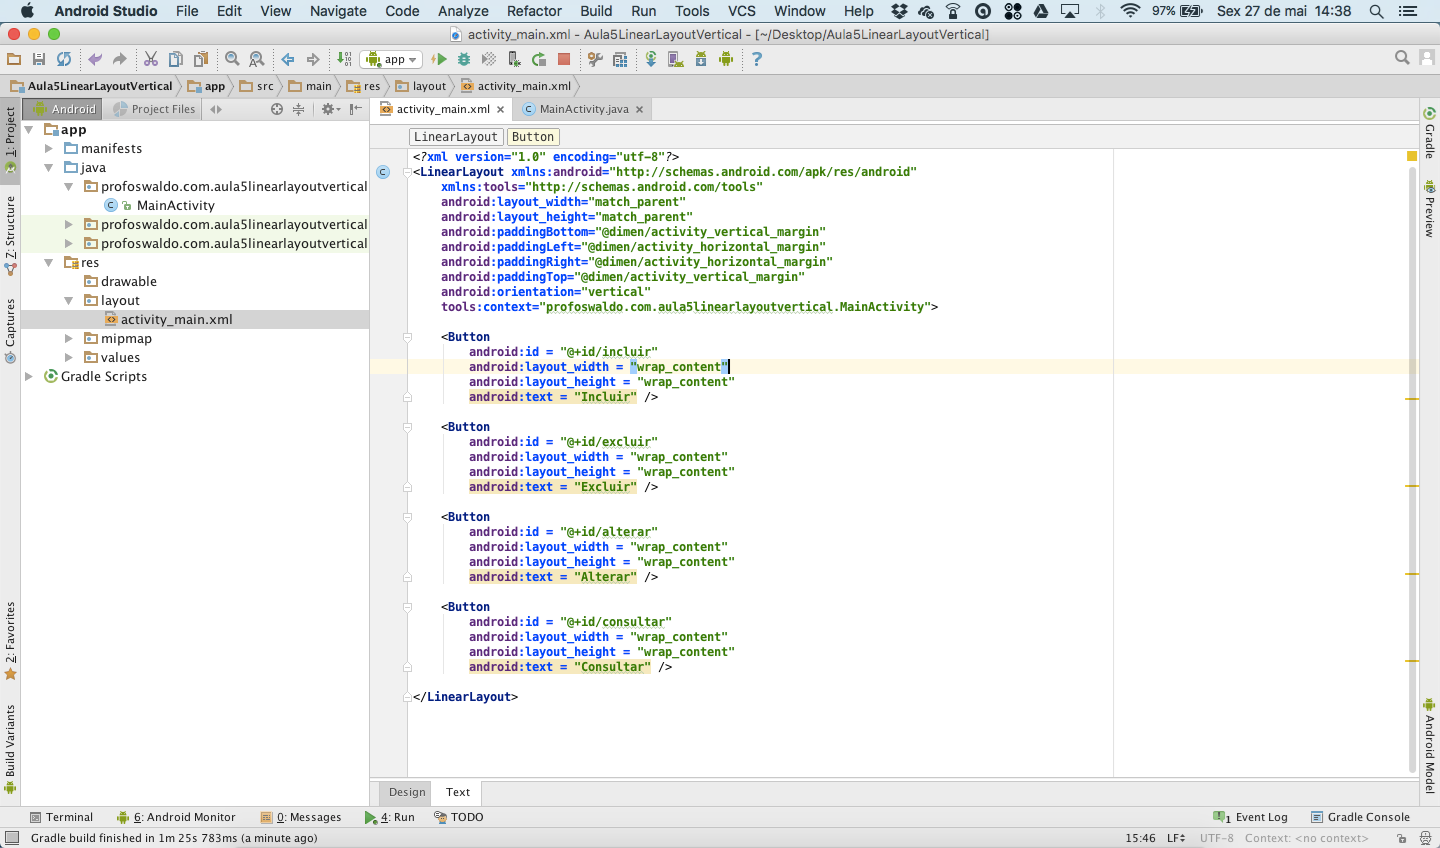 Android Studio File Edit View Navigate Code Analyze Refactor Build Run Tools VCS Window Help 97% Sex 27 de mai 14:38
activity_main.xml - Aula5LinearLayoutVertical - [~/Desktop/Aula5LinearLayoutVertical]
app
Aula5LinearLayoutVertical app src main res layout activity_main.xml
Android Project Files
activity_main.xml MainActivity.java
LinearLayout Button
1: Project
Z: Structure
Captures
2: Favorites
Build Variants
app
manifests
java
profoswaldo.com.aula5linearlayoutvertical
MainActivity
profoswaldo.com.aula5linearlayoutvertical
profoswaldo.com.aula5linearlayoutvertical
res
drawable
layout
activity_main.xml
mipmap
values
Gradle Scripts
<?xml version="1.0" encoding="utf-8"?>
<LinearLayout xmlns:android="http://schemas.android.com/apk/res/android"
xmlns:tools="http://schemas.android.com/tools"
android:layout_width="match_parent"
android:layout_height="match_parent"
android:paddingBottom="@dimen/activity_vertical_margin"
android:paddingLeft="@dimen/activity_horizontal_margin"
android:paddingRight="@dimen/activity_horizontal_margin"
android:paddingTop="@dimen/activity_vertical_margin"
android:orientation="vertical"
tools:context="profoswaldo.com.aula5linearlayoutvertical.MainActivity">
<Button
android:id = "@+id/incluir"
android:layout_width = "wrap_content"
android:layout_height = "wrap_content"
android:text = "Incluir" />
<Button
android:id = "@+id/excluir"
android:layout_width = "wrap_content"
android:layout_height = "wrap_content"
android:text = "Excluir" />
<Button
android:id = "@+id/alterar"
android:layout_width = "wrap_content"
android:layout_height = "wrap_content"
android:text = "Alterar" />
<Button
android:id = "@+id/consultar"
android:layout_width = "wrap_content"
android:layout_height = "wrap_content"
android:text = "Consultar" />
</LinearLayout>
Gradle
Preview
Android Model
Design Text
Terminal 6: Android Monitor 0: Messages 4: Run TODO 1 Event Log Gradle Console
Gradle build finished in 1m 25s 783ms (a minute ago) 15:46 LF UTF-8 Context: <no context>